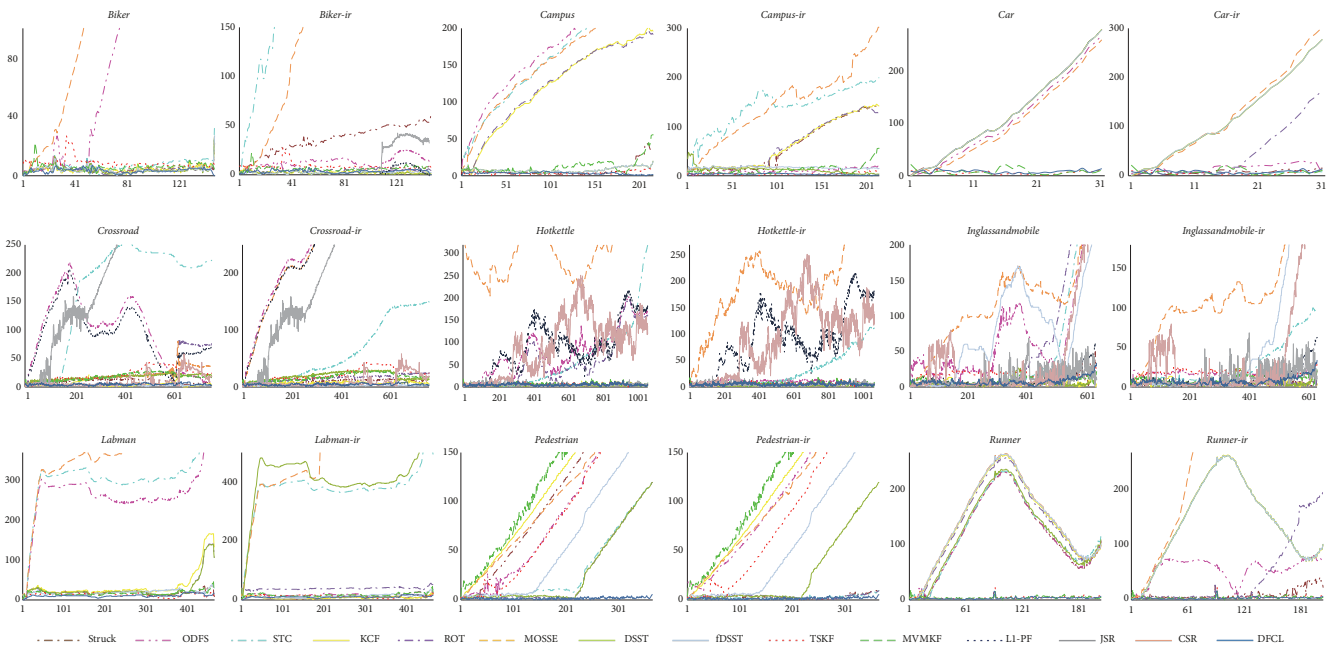 Biker
Biker-ir
Campus
Campus-ir
Car
Car-ir
80
40
0
1 41 81 121
150
100
50
0
1 41 81 121
200
150
100
50
0
1 51 101 151 201
300
200
100
0
1 51 101 151 201
200
100
0
1 11 21 31
300
200
100
0
1 11 21 31
Crossroad
Crossroad-ir
Hotkettle
Hotkettle-ir
Inglassandmobile
Inglassandmobile-ir
250
200
150
100
50
0
1 201 401 601
200
100
0
1 201 401 601
300
250
200
150
100
50
0
1 201 401 601 801 1001
250
200
150
100
50
0
1 201 401 601 801 1001
200
150
100
50
0
1 201 401 601
150
100
50
0
1 201 401 601
Labman
Labman-ir
Pedestrian
Pedestrian-ir
Runner
Runner-ir
300
200
100
0
1 101 201 301 401
400
200
0
1 101 201 301 401
150
100
50
0
1 101 201 301
150
100
50
0
1 101 201 301
200
100
0
1 61 121 181
200
100
0
1 61 121 181
Struck ODFS STC KCF ROT MOSSE DSST fDSST TSKF MVMKF L1-PF JSR CSR DFCL